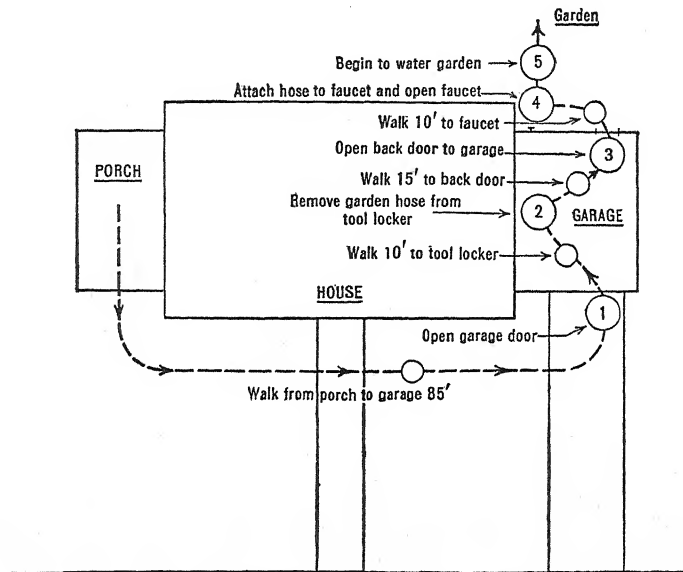 Garden
Begin to water garden
5
Attach hose to faucet and open faucet
4
Walk 10' to faucet
Open back door to garage
3
PORCH
Walk 15' to back door
Remove garden hose from
tool locker
2
GARAGE
Walk 10' to tool locker
HOUSE
1
Open garage door
Walk from porch to garage 85'